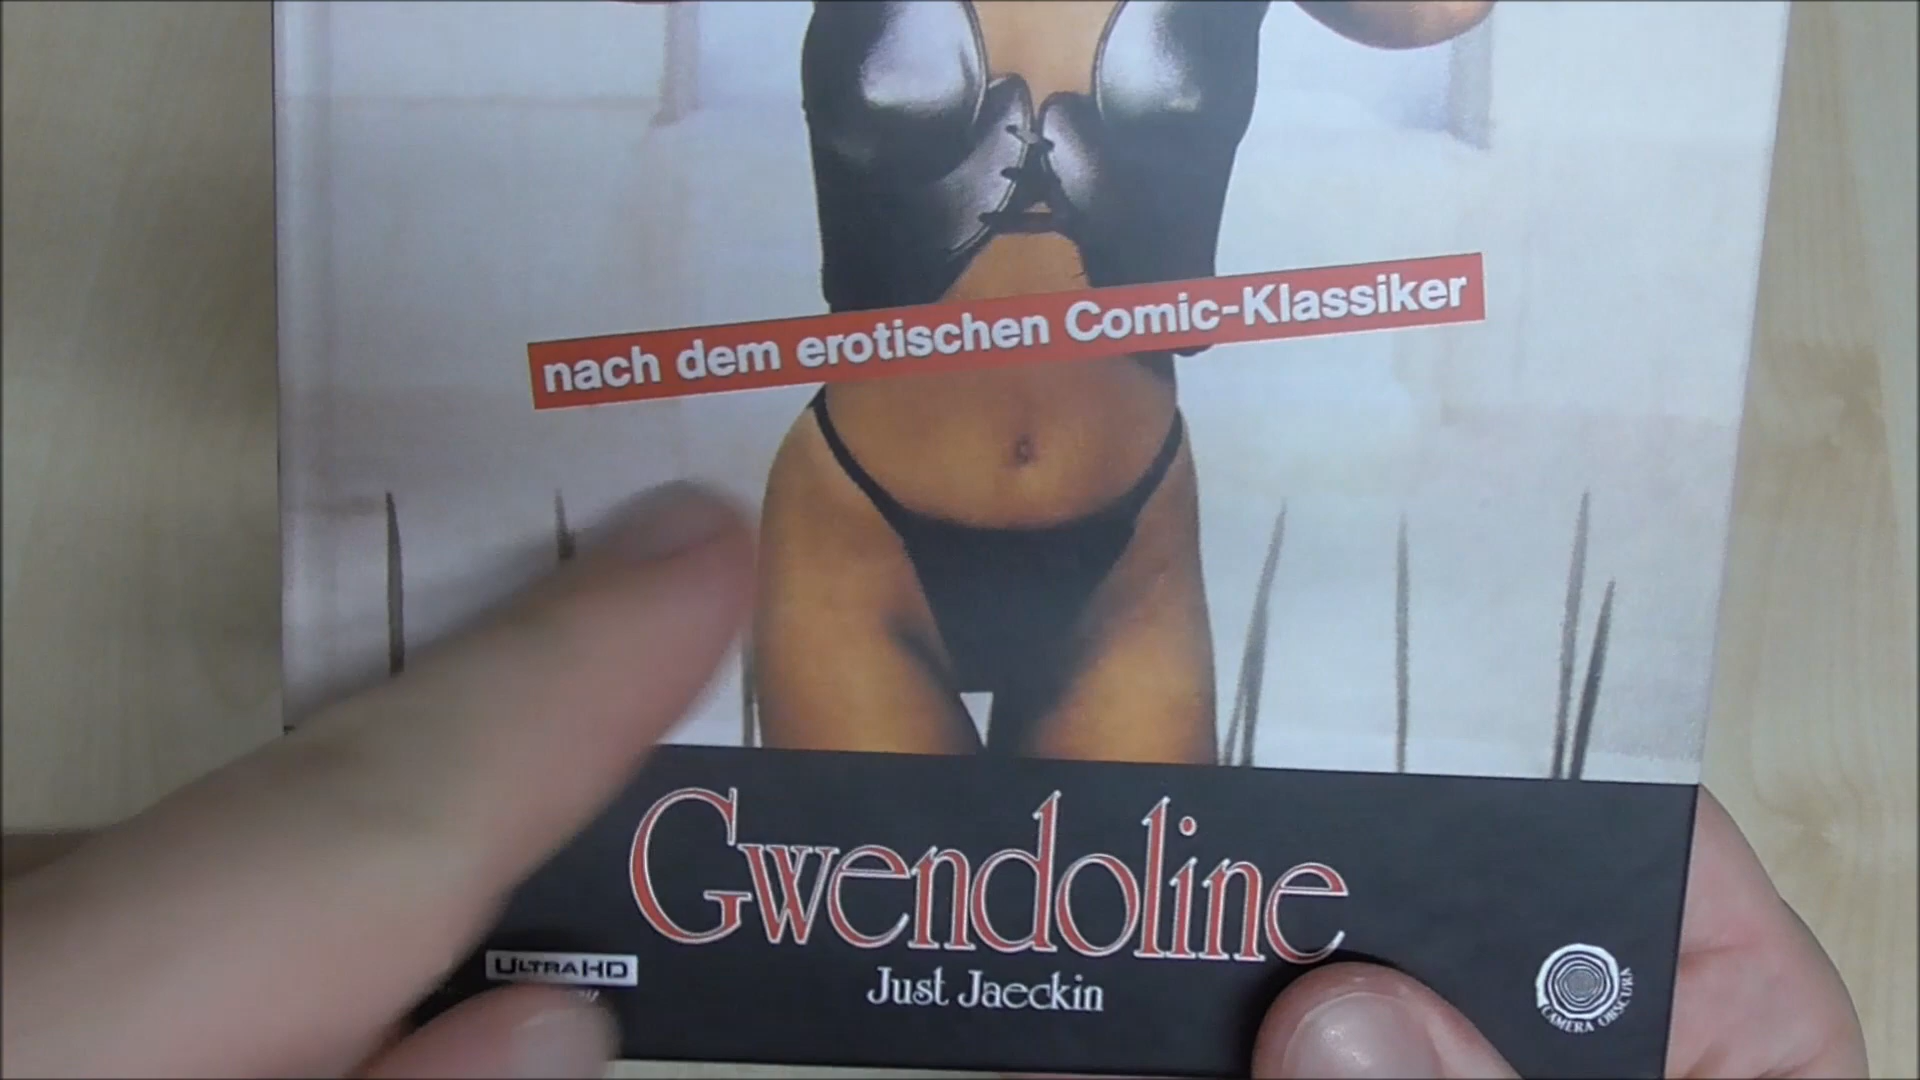 nach dem erotischen Comic-Klassiker
Gwendoline
ULTRA HD
Just Jaeckin
CAMERA OBSCURA